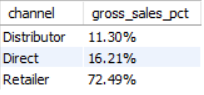 channel gross_sales_pct
Distributor 11.30%
Direct 16.21%
Retailer 72.49%